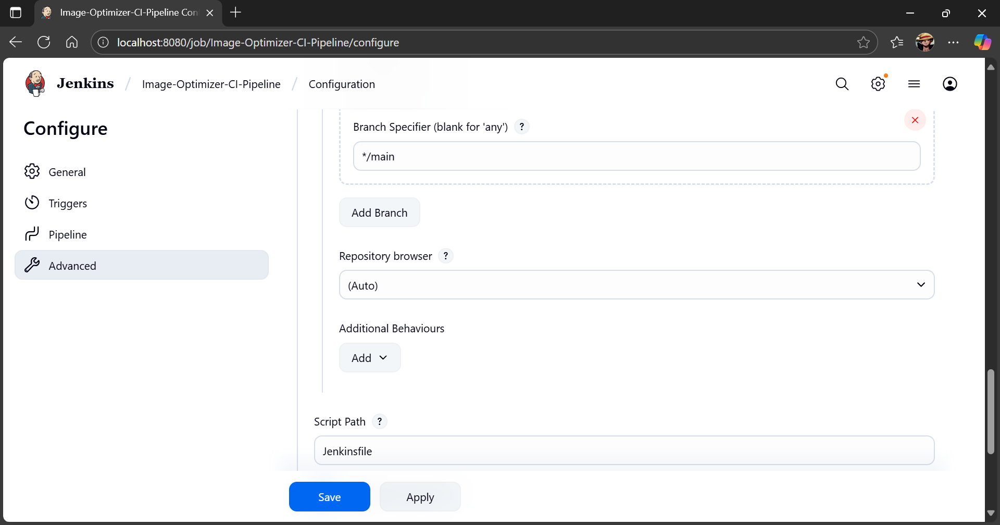 Image-Optimizer-CI-Pipeline Con
localhost:8080/job/Image-Optimizer-CI-Pipeline/configure
Jenkins / Image-Optimizer-CI-Pipeline / Configuration
Configure
General
Triggers
Pipeline
Advanced
Branch Specifier (blank for 'any') ?
*/main
Add Branch
Repository browser ?
(Auto)
Additional Behaviours
Add
Script Path ?
Jenkinsfile
Save
Apply